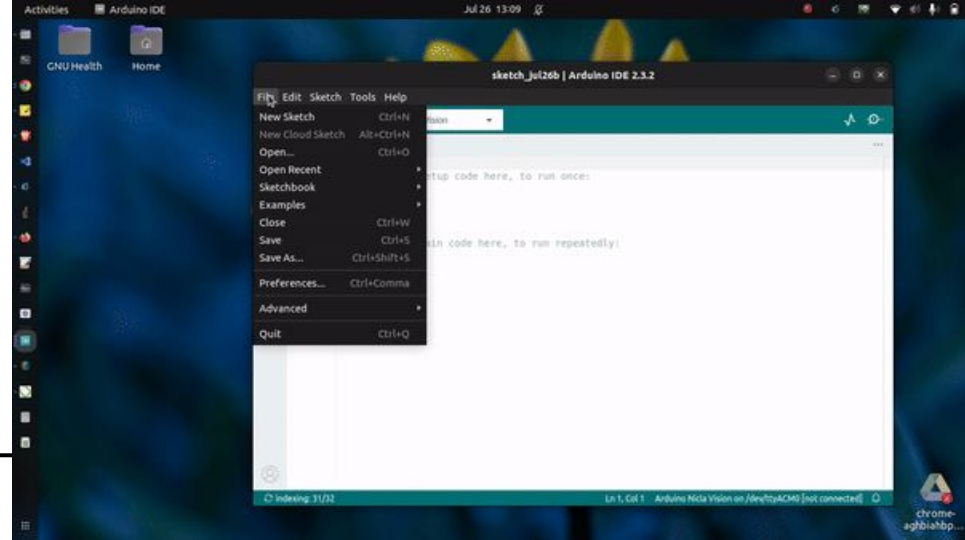 Activities Arduino IDE Jul 26 13:09
GNU Health Home
sketch_jul26b | Arduino IDE 2.3.2
File Edit Sketch Tools Help
New Sketch Ctrl+N
New Cloud Sketch Alt+Ctrl+N
Open... Ctrl+O
Open Recent
Sketchbook
Examples
Close Ctrl+W
Save Ctrl+S
Save As... Ctrl+Shift+S
Preferences... Ctrl+Comma
Advanced
Quit Ctrl+Q
Vision
etup code here, to run once:
ain code here, to run repeatedly:
Indexing: 31/32 Ln 1, Col 1 Arduino Nicla Vision on /dev/ttyACM0 [not connected]
chrome-
aghbiahbp...